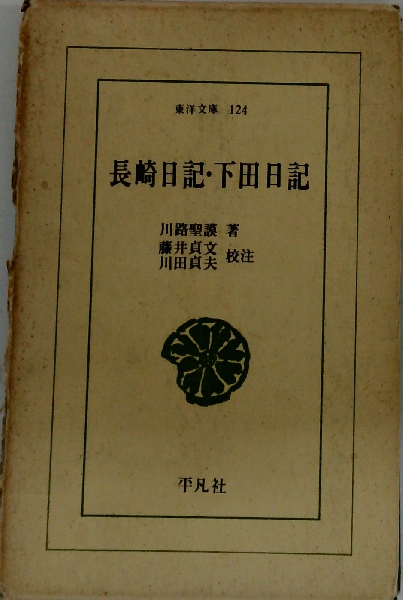 東洋文庫 124
長崎日記・下田日記
川路聖謨 著
藤井貞文
川田貞夫 校注
平凡社